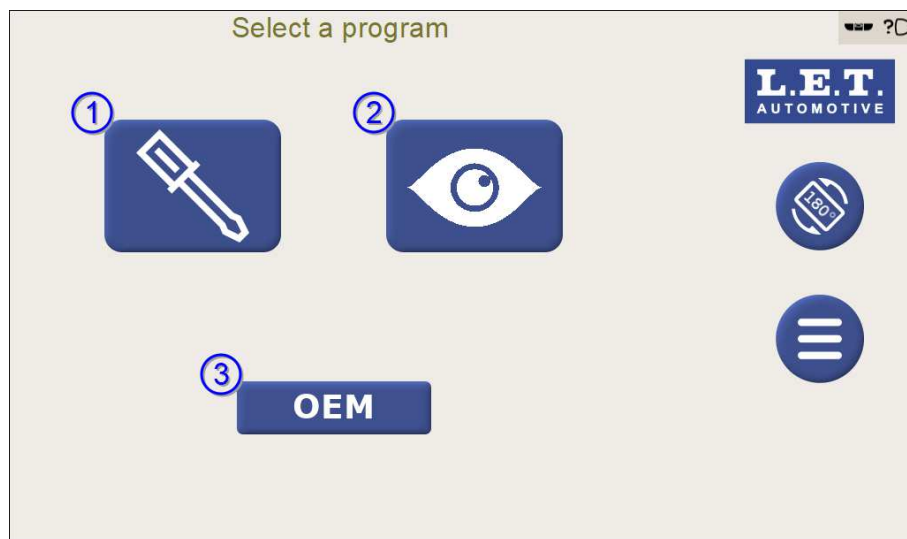 Select a program
?
L.E.T.
AUTOMOTIVE
1
2
180°
3
OEM